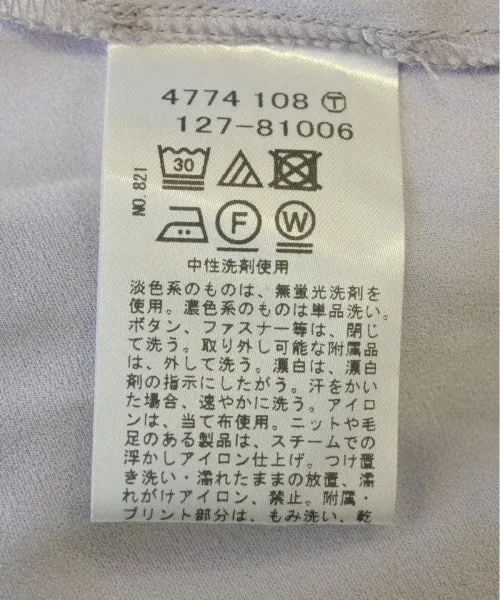 4774 108 Ⓣ
127-81006
NO.821
30
F
W
中性洗剤使用
淡色系のものは、無蛍光洗剤を
使用。濃色系のものは単品洗い。
ボタン、ファスナー等は、閉じ
て洗う。取り外し可能な附属品
は、外して洗う。漂白は、漂白
剤の指示にしたがう。汗をかい
た場合、速やかに洗う。アイロ
ンは、当て布使用。ニットや毛
足のある製品は、スチームでの
浮かしアイロン仕上げ。つけ置
き洗い・濡れたままの放置、濡
れがけアイロン、禁止。附属・
プリント部分は、もみ洗い、乾